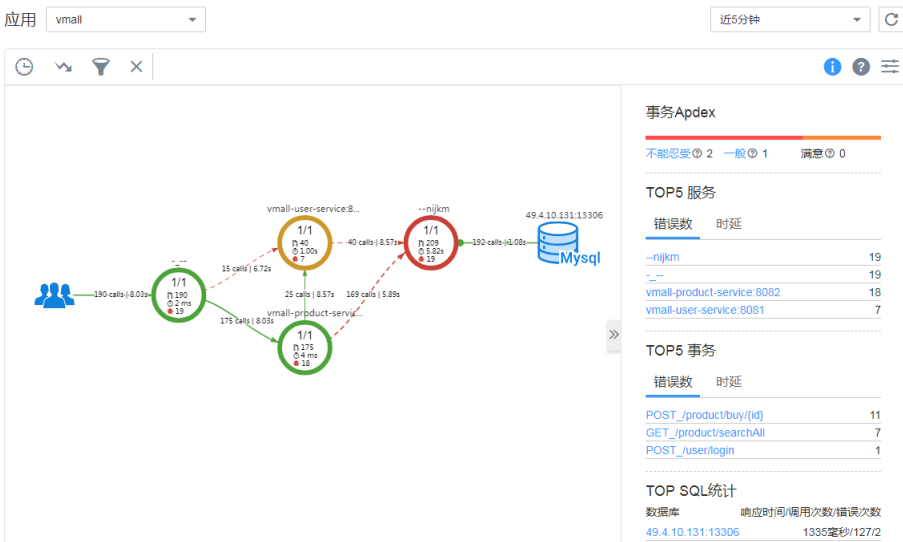 应用 vmall 近5分钟
vmall-user-service:8...
1/1
40
1.00s
7
--nijkm
1/1
209
5.82s
19
49.4.10.131:13306
Mysql
40 calls | 8.57s
192 calls | 1.08s
-_--
1/1
190
2 ms
19
190 calls | 8.03s
15 calls | 6.72s
175 calls | 8.03s
25 calls | 8.57s
169 calls | 5.89s
vmall-product-servic...
1/1
175
4 ms
18
事务Apdex
不能忍受 2 一般 1 满意 0
TOP5 服务
错误数 时延
--nijkm 19
-_-- 19
vmall-product-service:8082 18
vmall-user-service:8081 7
TOP5 事务
错误数 时延
POST_/product/buy/{id} 11
GET_/product/searchAll 7
POST_/user/login 1
TOP SQL统计
数据库 响应时间/调用次数/错误次数
49.4.10.131:13306 1335毫秒/127/2